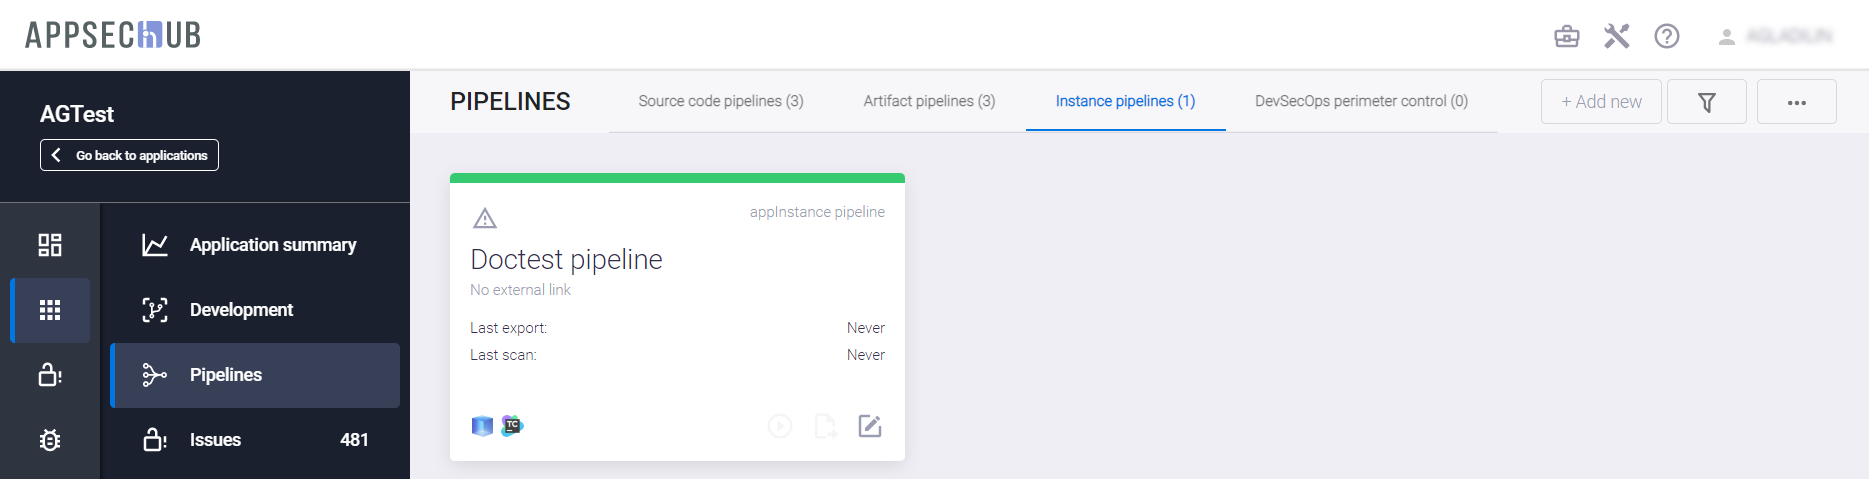 APPSECHUB
AGTest
Go back to applications
Application summary
Development
Pipelines
Issues 481
PIPELINES
Source code pipelines (3)
Artifact pipelines (3)
Instance pipelines (1)
DevSecOps perimeter control (0)
+ Add new
appInstance pipeline
Doctest pipeline
No external link
Last export: Never
Last scan: Never
TC